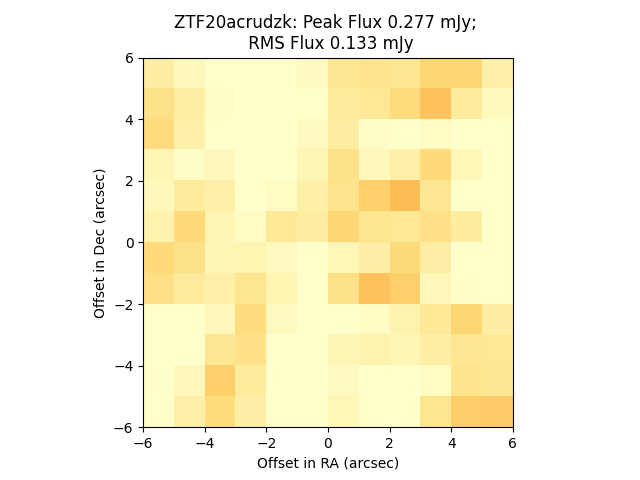 ZTF20acrudzk: Peak Flux 0.277 mJy;
RMS Flux 0.133 mJy
6
4
2
0
−2
−4
−6
Offset in Dec (arcsec)
−6 −4 −2 0 2 4 6
Offset in RA (arcsec)